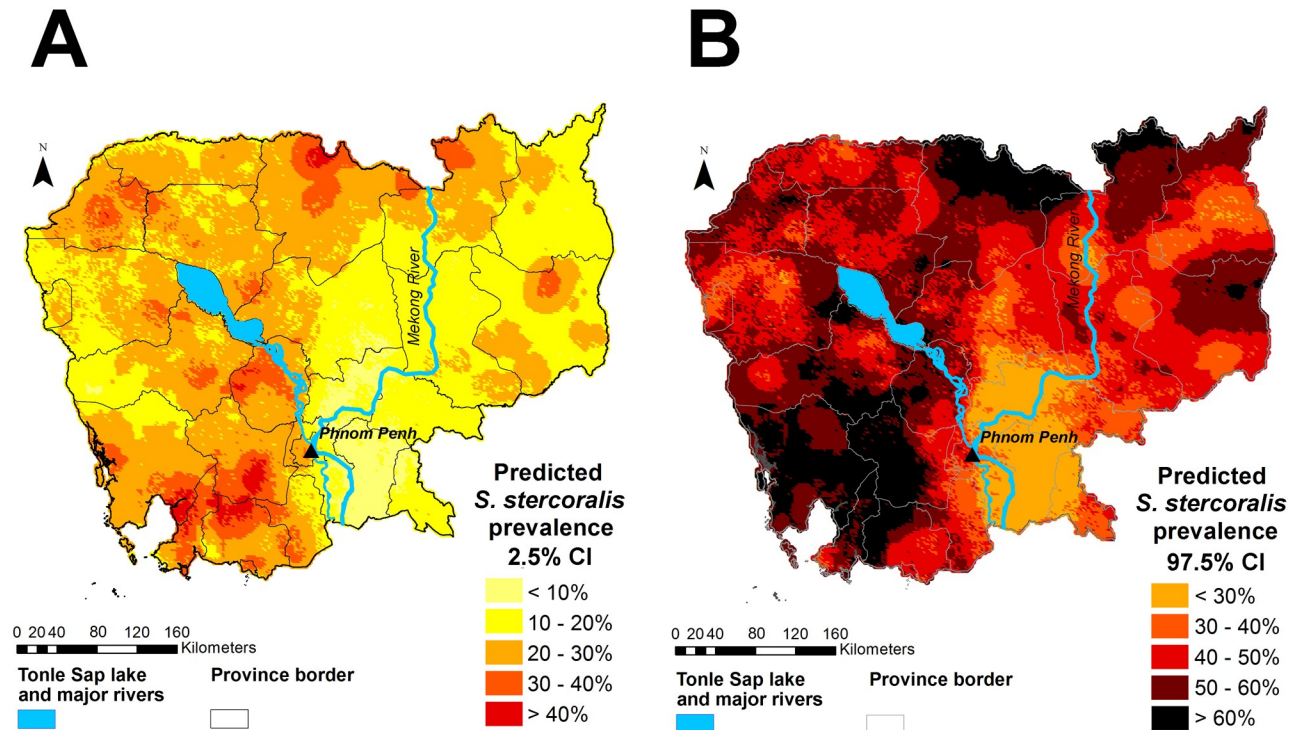 A
B
N
N
Mekong River
Mekong River
Phnom Penh
Phnom Penh
Predicted
S. stercoralis
prevalence
2.5% CI
< 10%
10 - 20%
20 - 30%
30 - 40%
> 40%
0 20 40 80 120 160
Kilometers
Tonle Sap lake
and major rivers
Province border
Predicted
S. stercoralis
prevalence
97.5% CI
< 30%
30 - 40%
40 - 50%
50 - 60%
> 60%
0 20 40 80 120 160
Kilometers
Tonle Sap lake
and major rivers
Province border